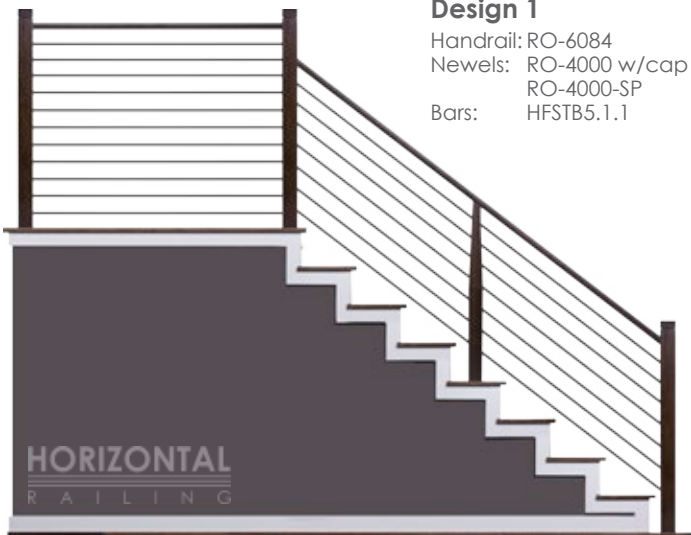 Design 1
Handrail: RO-6084
Newels: RO-4000 w/cap
RO-4000-SP
Bars: HFSTB5.1.1
HORIZONTAL
RAILING